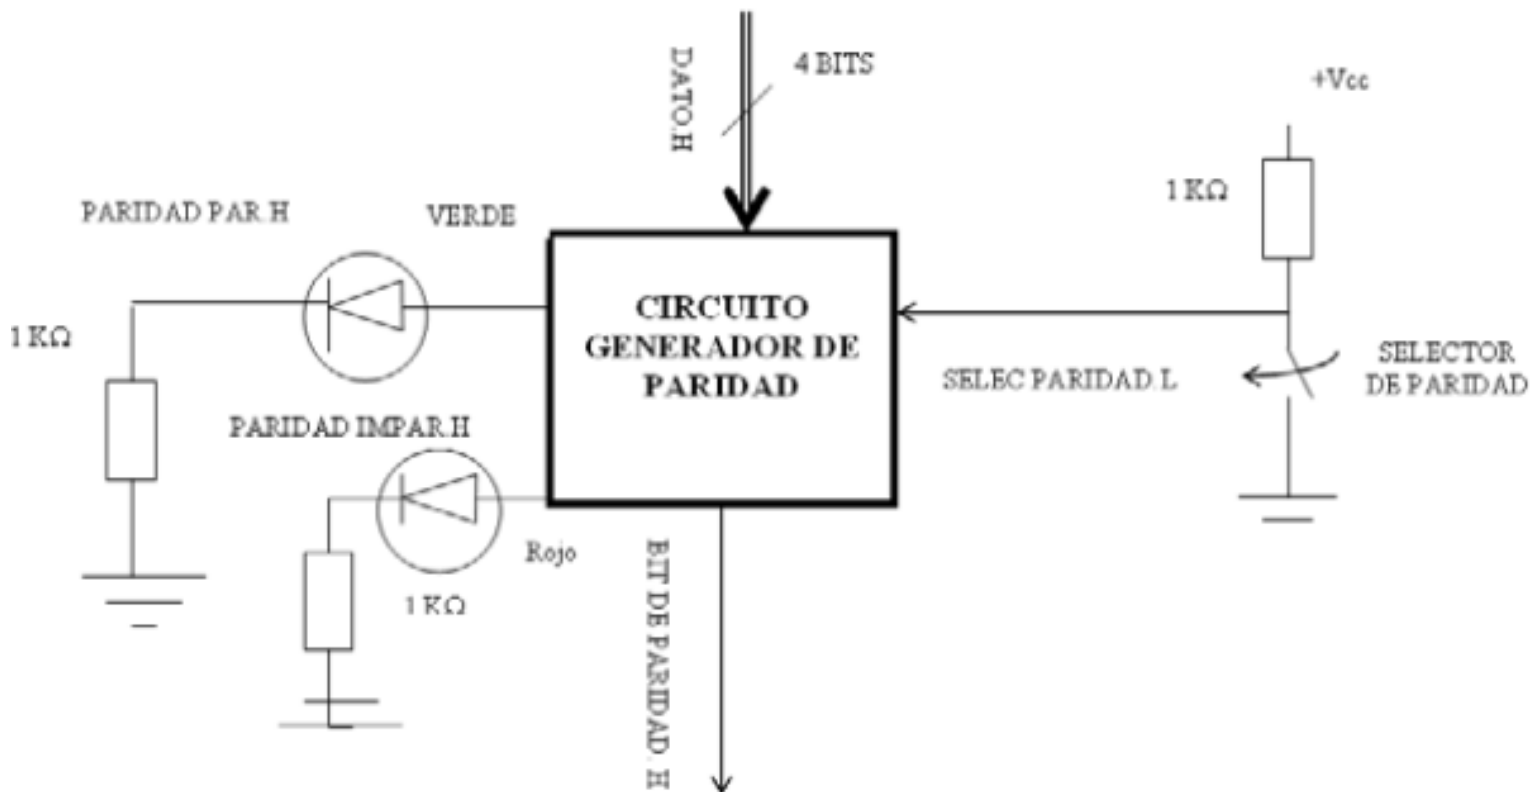 DATO.H
4 BITS
+Vcc
1 KΩ
PARIDAD PAR.H
VERDE
1 KΩ
CIRCUITO
GENERADOR DE
PARIDAD
SELEC PARIDAD.L
SELECTOR
DE PARIDAD
PARIDAD IMPAR.H
Rojo
1 KΩ
BIT DE PARIDAD. H